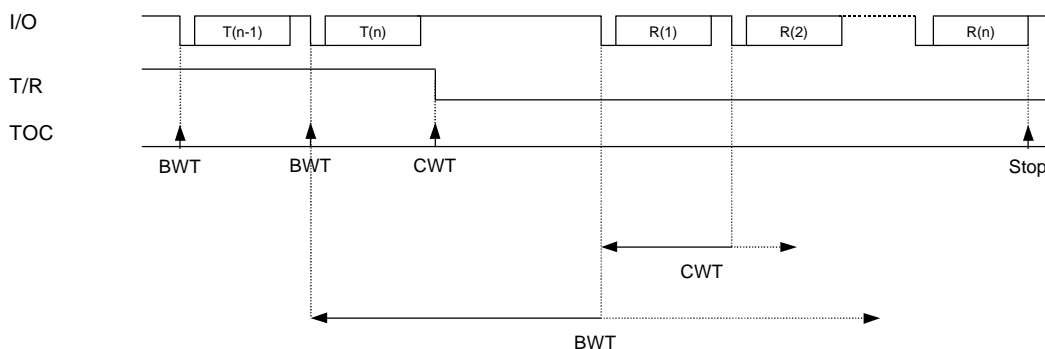 I/O
T(n-1) T(n) R(1) R(2) R(n)
T/R
TOC
BWT BWT CWT Stop
CWT
BWT